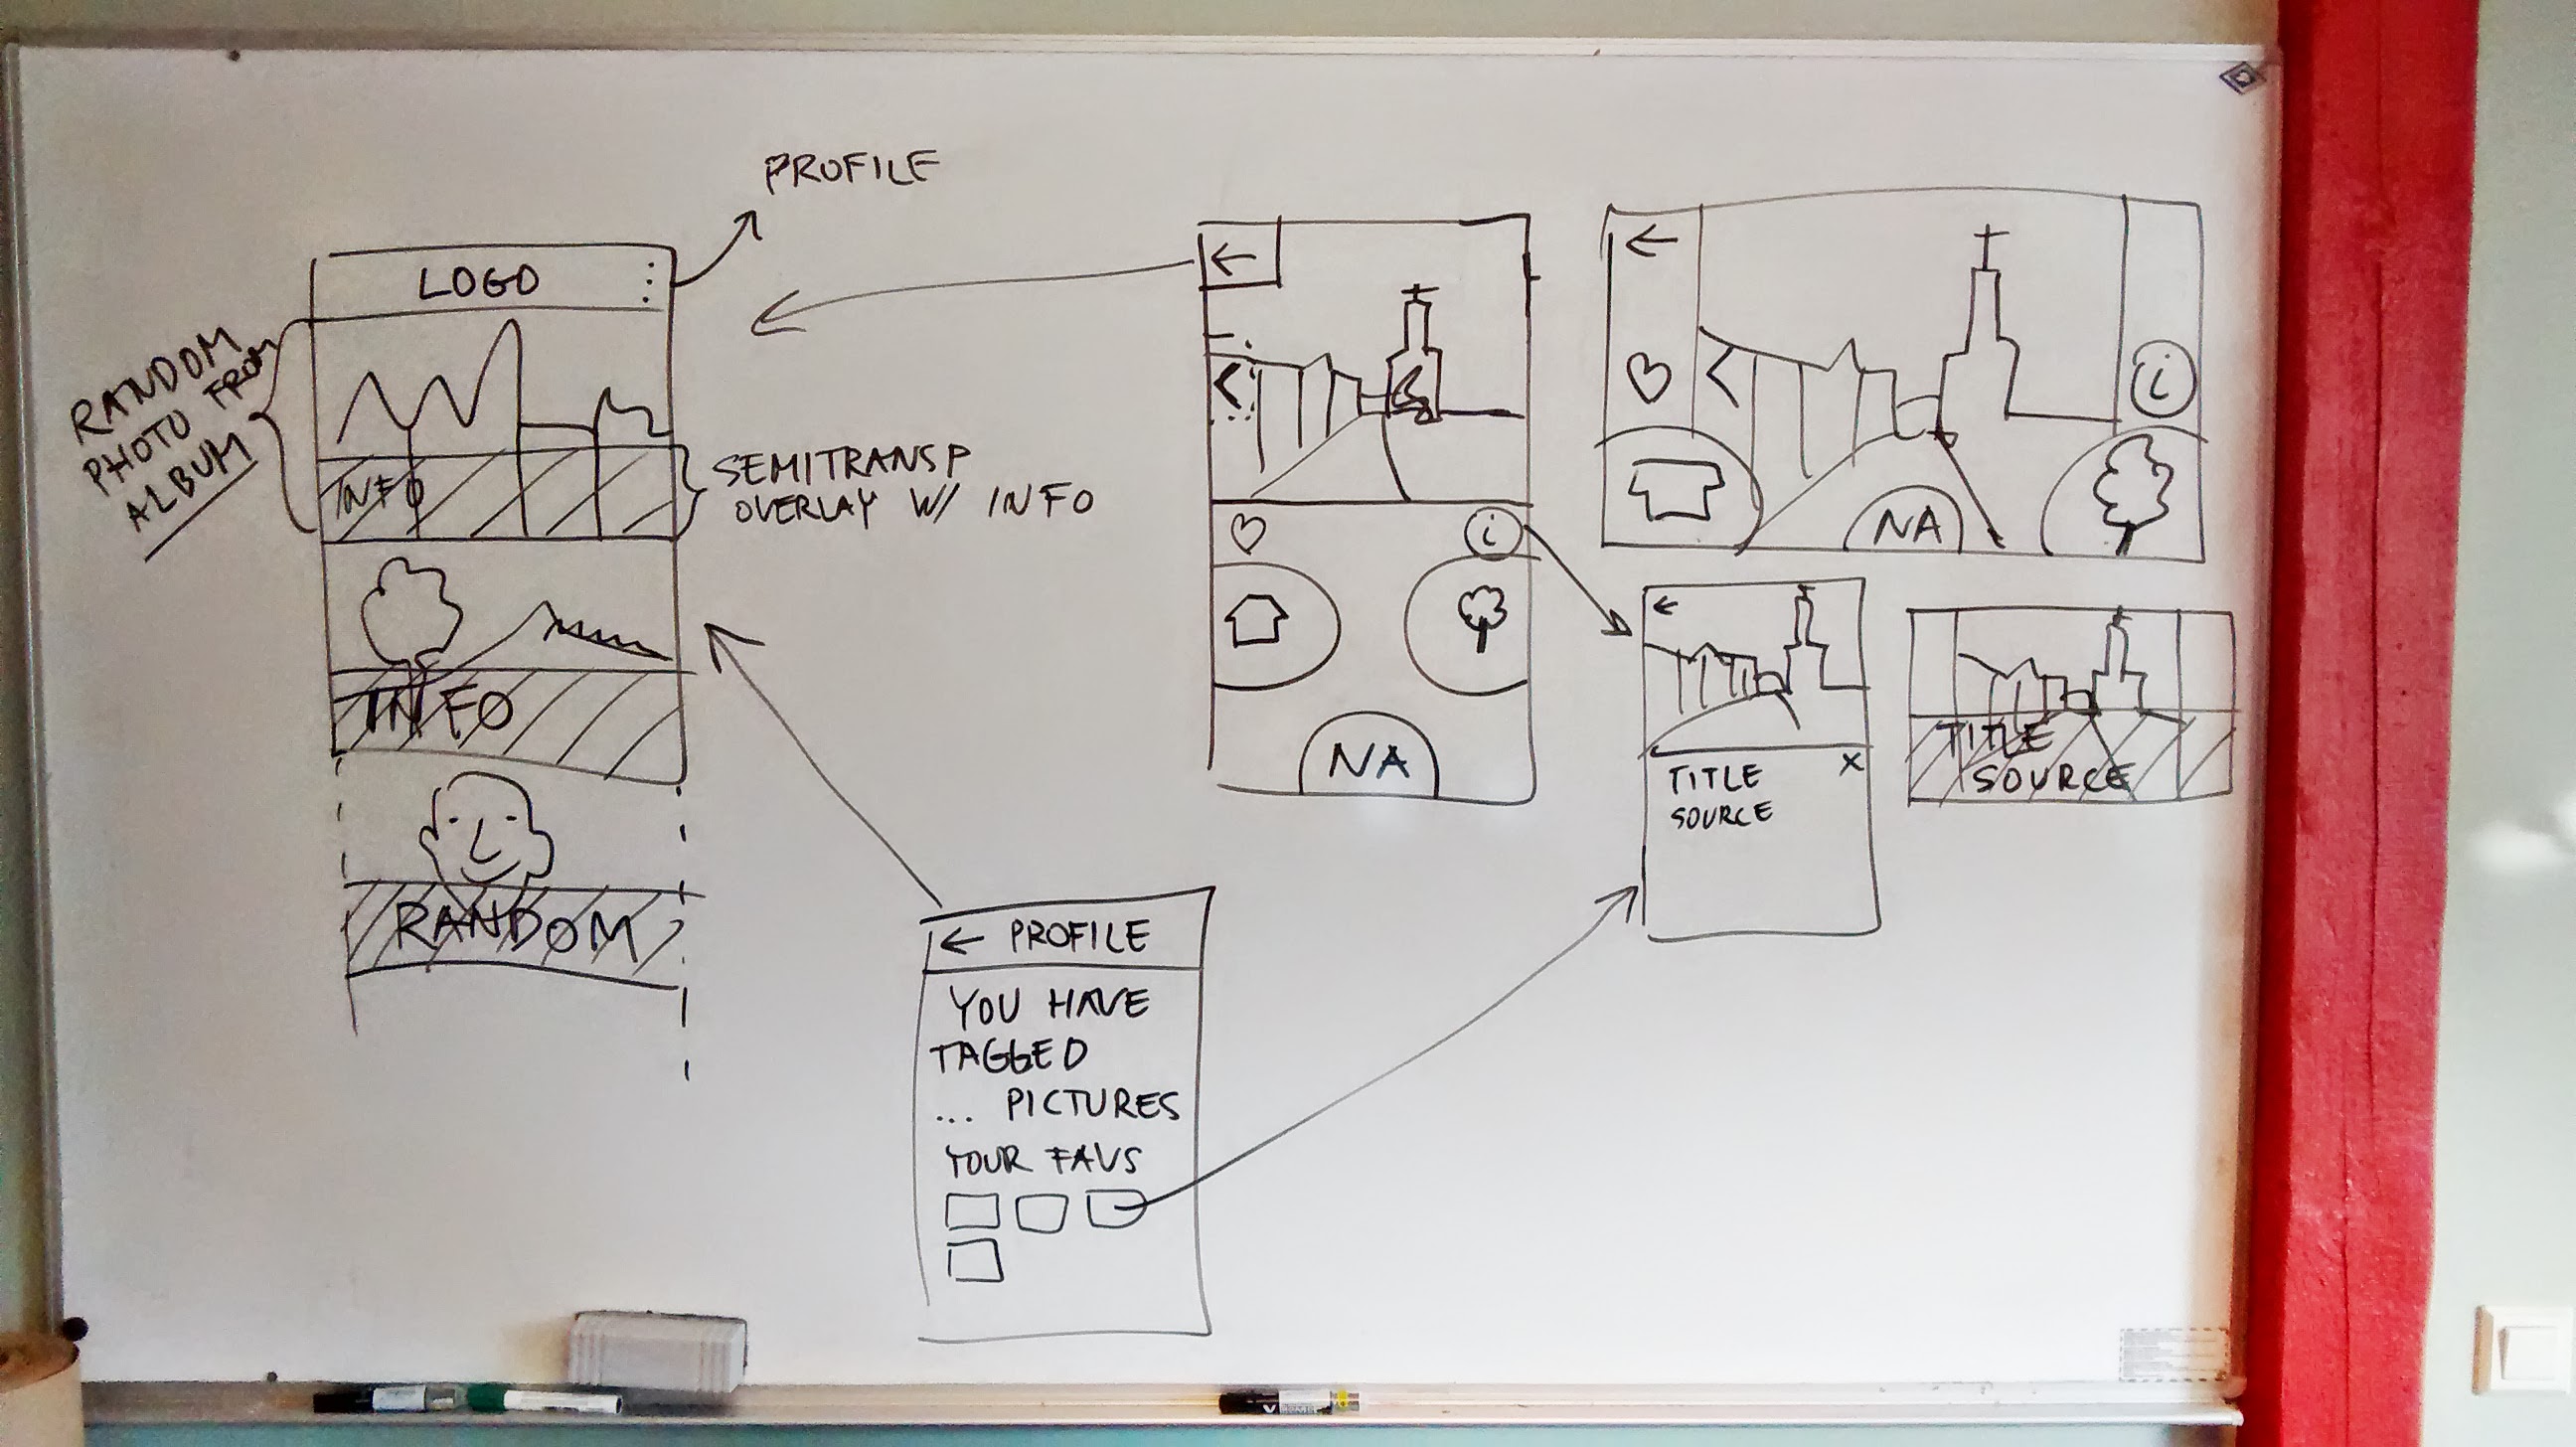 PROFILE
LOGO
RANDOM
PHOTO FROM
ALBUM
INFO
SEMITRANSP
OVERLAY W/ INFO
INFO
RANDOM
← PROFILE
YOU HAVE
TAGGED
... PICTURES
YOUR FAVS
←
i
NA
←
i
NA
←
TITLE X
SOURCE
TITLE
SOURCE